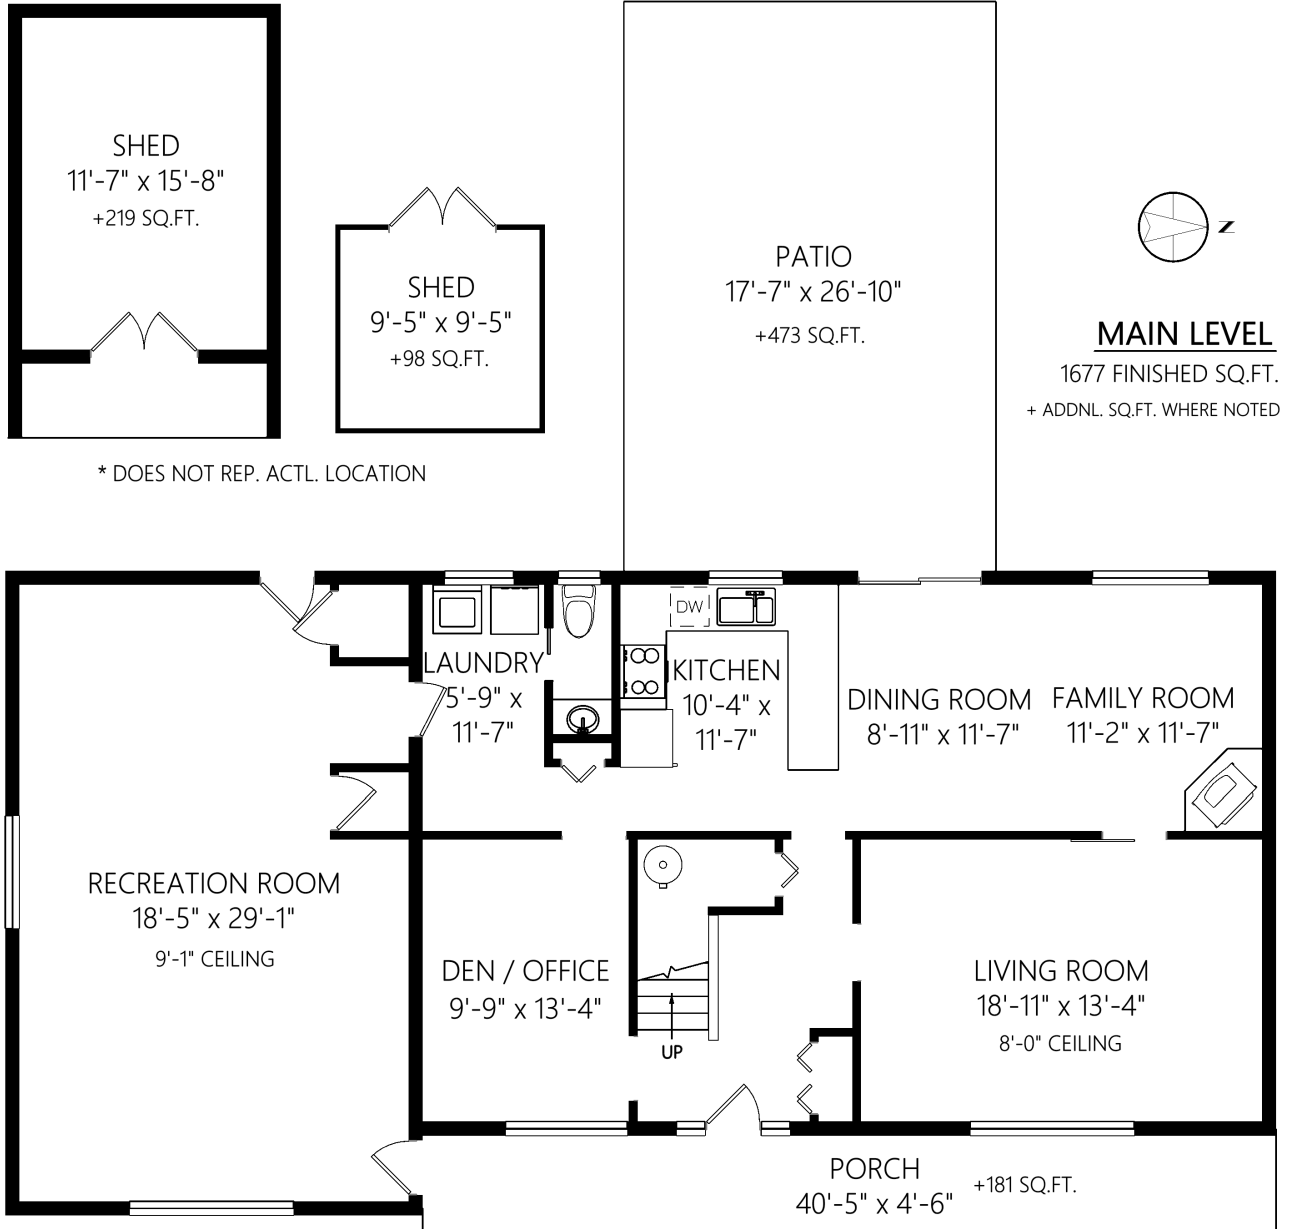 SHED
11'-7" x 15'-8"
+219 SQ.FT.
SHED
9'-5" x 9'-5"
+98 SQ.FT.
* DOES NOT REP. ACTL. LOCATION
PATIO
17'-7" x 26'-10"
+473 SQ.FT.
N
MAIN LEVEL
1677 FINISHED SQ.FT.
+ ADDNL. SQ.FT. WHERE NOTED
LAUNDRY
5'-9" x
11'-7"
DW
KITCHEN
10'-4" x
11'-7"
DINING ROOM
8'-11" x 11'-7"
FAMILY ROOM
11'-2" x 11'-7"
RECREATION ROOM
18'-5" x 29'-1"
9'-1" CEILING
DEN / OFFICE
9'-9" x 13'-4"
UP
LIVING ROOM
18'-11" x 13'-4"
8'-0" CEILING
PORCH
40'-5" x 4'-6"
+181 SQ.FT.